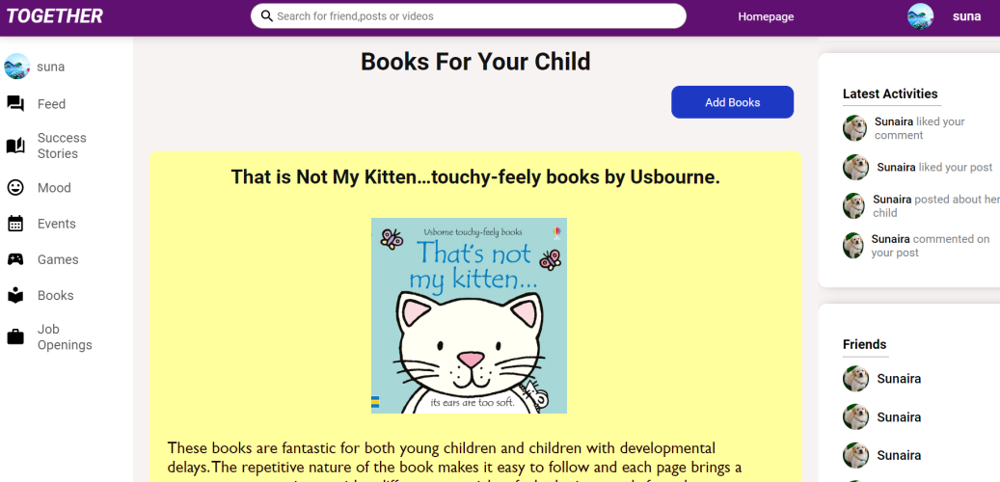 TOGETHER
Search for friend,posts or videos
Homepage
suna
suna
Feed
Success
Stories
Mood
Events
Games
Books
Job
Openings
Books For Your Child
Add Books
That is Not My Kitten…touchy-feely books by Usbourne.
Usborne touchy-feely books
That's not
my kitten...
its ears are too soft.
These books are fantastic for both young children and children with developmental
delays.The repetitive nature of the book makes it easy to follow and each page brings a
Latest Activities
Sunaira liked your
comment
Sunaira liked your post
Sunaira posted about her
child
Sunaira commented on
your post
Friends
Sunaira
Sunaira
Sunaira